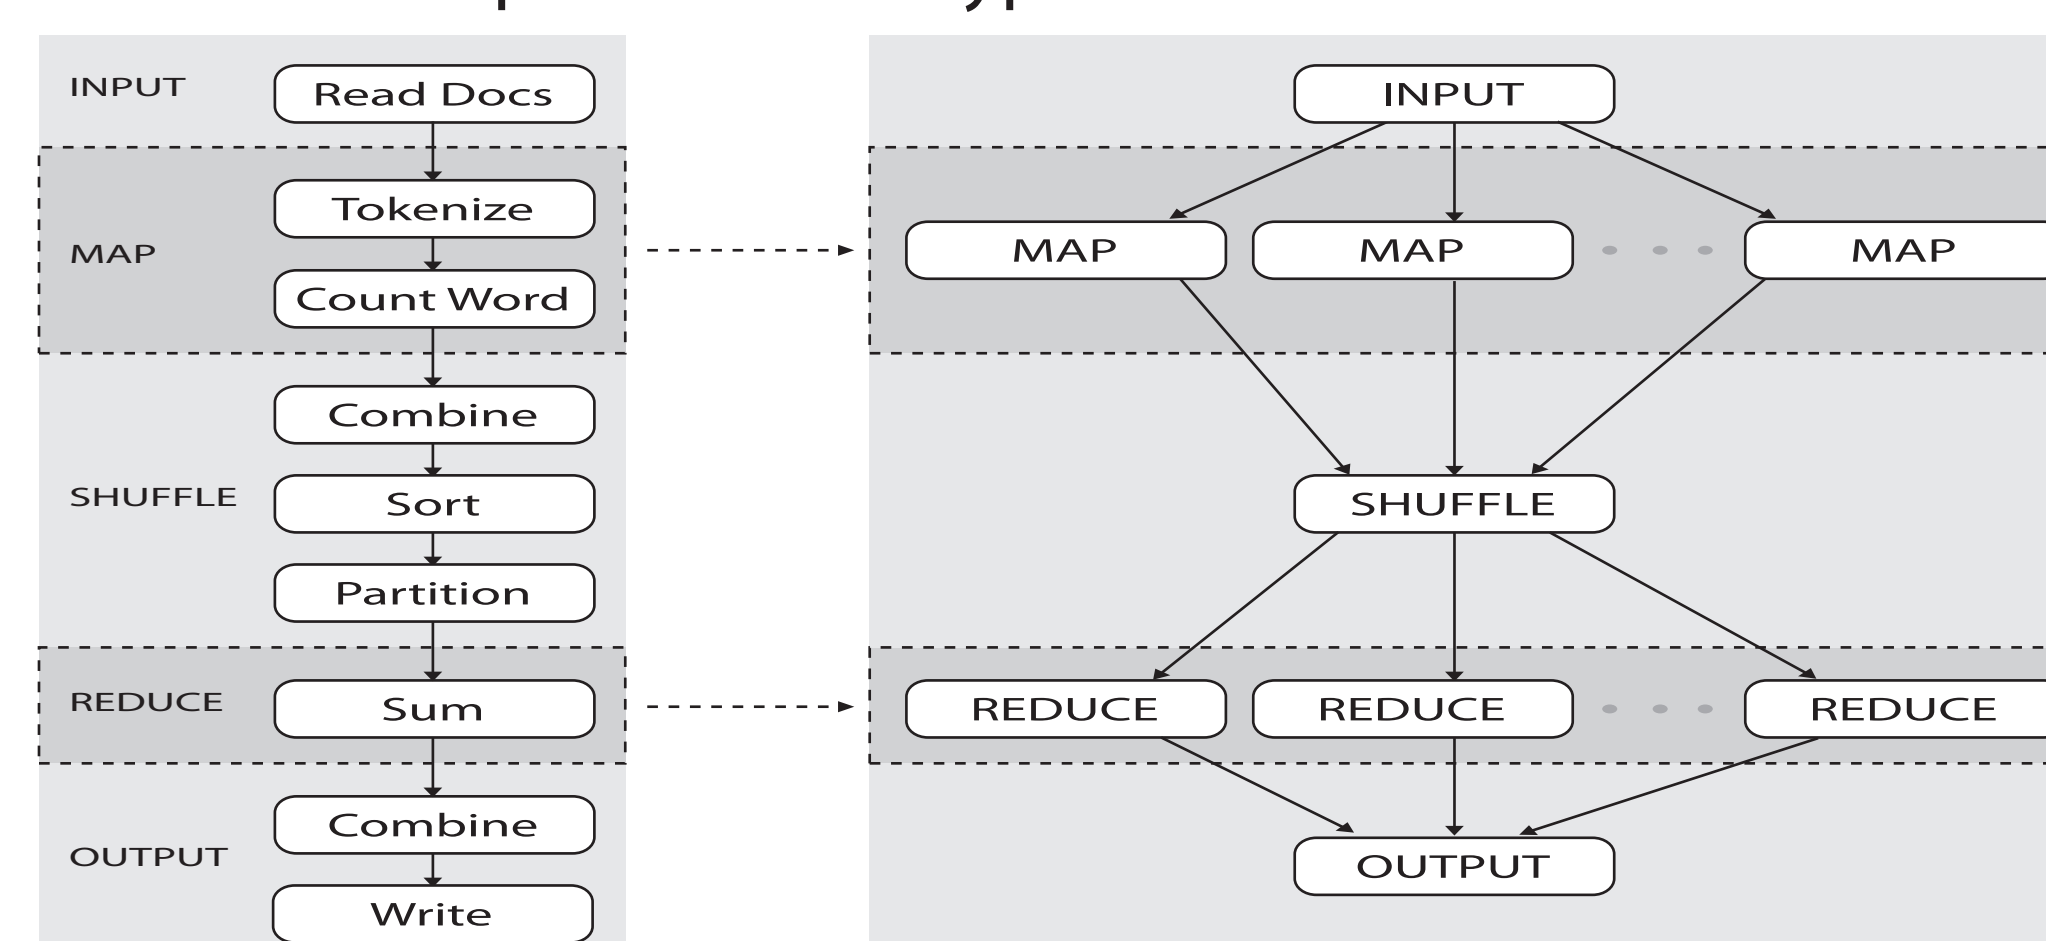 INPUT
Read Docs
MAP
Tokenize
Count Word
SHUFFLE
Combine
Sort
Partition
REDUCE
Sum
OUTPUT
Combine
Write
INPUT
MAP MAP MAP
SHUFFLE
REDUCE REDUCE REDUCE
OUTPUT